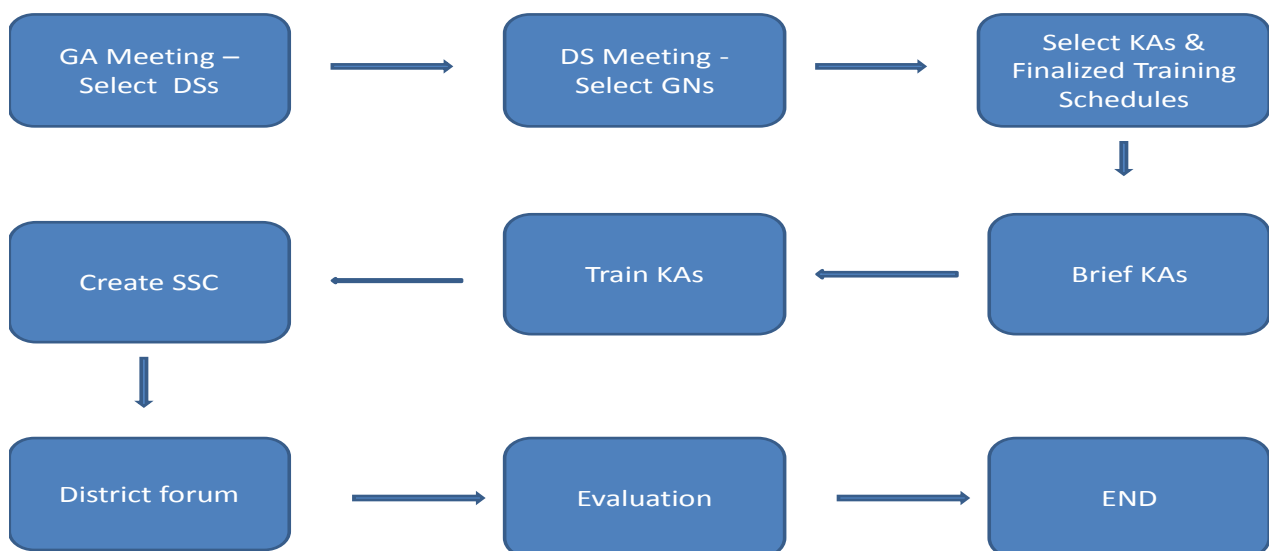 GA Meeting –
Select DSs
DS Meeting -
Select GNs
Select KAs &
Finalized Training
Schedules
Brief KAs
Train KAs
Create SSC
District forum
Evaluation
END